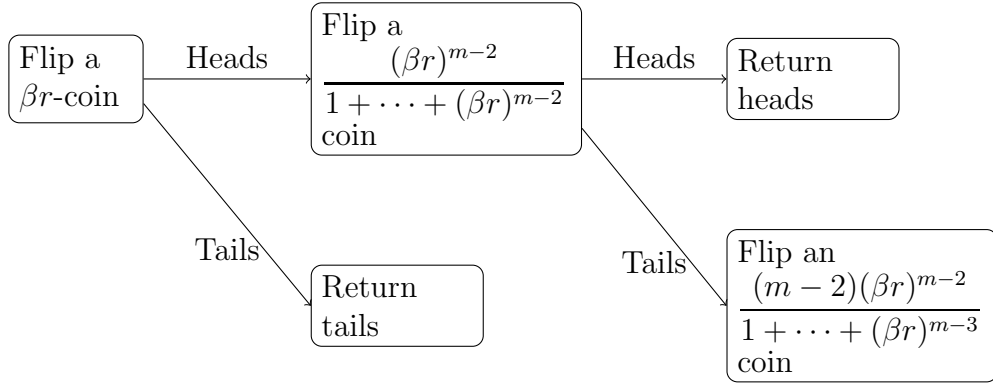 Flip a
βr-coin
Heads
Flip a
(βr)^{m−2}
1 + ⋯ + (βr)^{m−2}
coin
Heads
Return
heads
Tails
Return
tails
Tails
Flip an
(m − 2)(βr)^{m−2}
1 + ⋯ + (βr)^{m−3}
coin